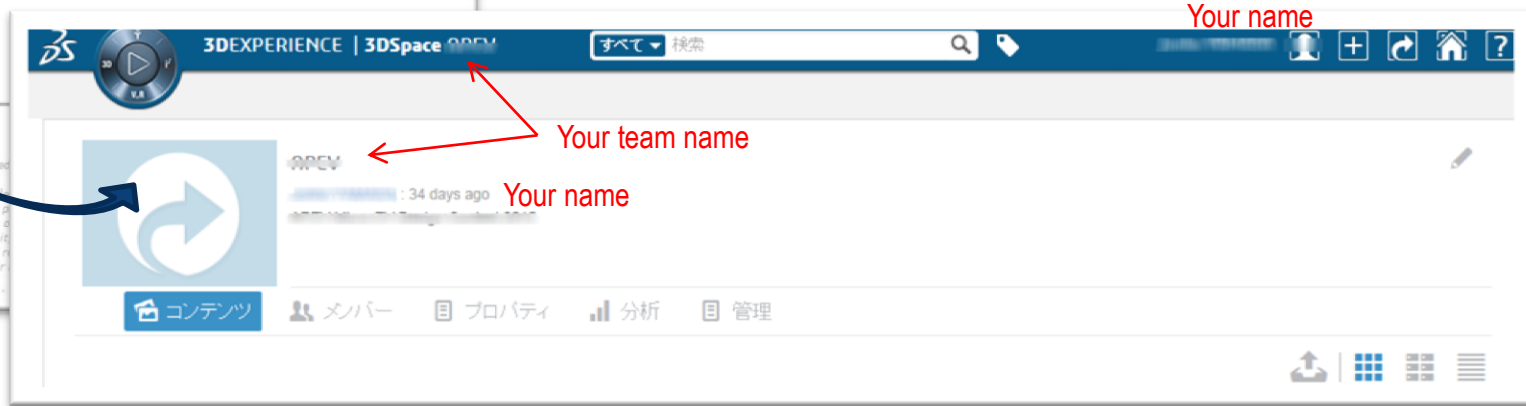 Your name
3DEXPERIENCE | 3DSpace
すべて 検索
3D
V.R
Your team name
: 34 days ago
Your name
コンテンツ メンバー プロパティ 分析 管理